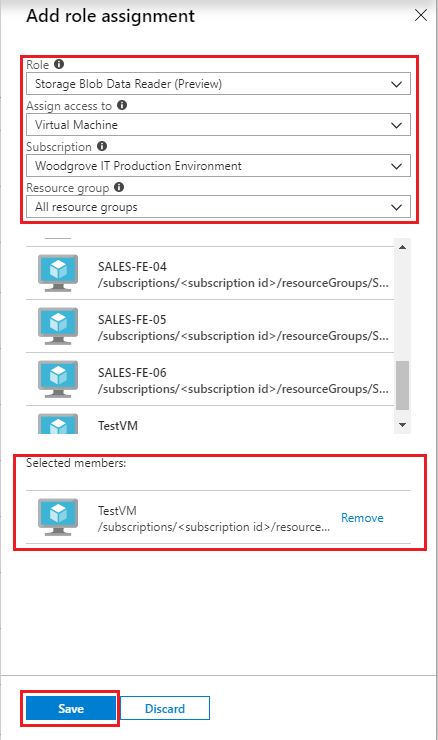 Add role assignment
Role
Storage Blob Data Reader (Preview)
Assign access to
Virtual Machine
Subscription
Woodgrove IT Production Environment
Resource group
All resource groups
SALES-FE-04
/subscriptions/<subscription id>/resourceGroups/S...
SALES-FE-05
/subscriptions/<subscription id>/resourceGroups/S...
SALES-FE-06
/subscriptions/<subscription id>/resourceGroups/S...
TestVM
Selected members:
TestVM
/subscriptions/<subscription id>/resource...
Remove
Save
Discard